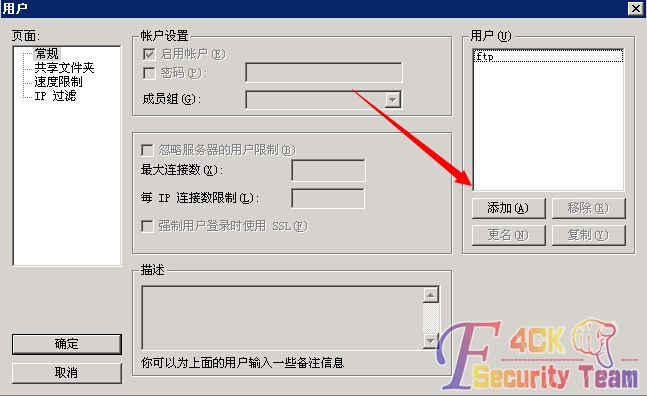 用户
页面:
常规
共享文件夹
速度限制
IP 过滤
确定
取消
帐户设置
启用帐户(E)
密码(P):
成员组(G):
忽略服务器的用户限制(B)
最大连接数(X):
每 IP 连接数限制(L):
强制用户登录时使用 SSL(F)
描述
你可以为上面的用户输入一些备注信息
用户(U)
ftp
添加(A)
移除(R)
更名(N)
复制(Y)
F4CK
Security Team